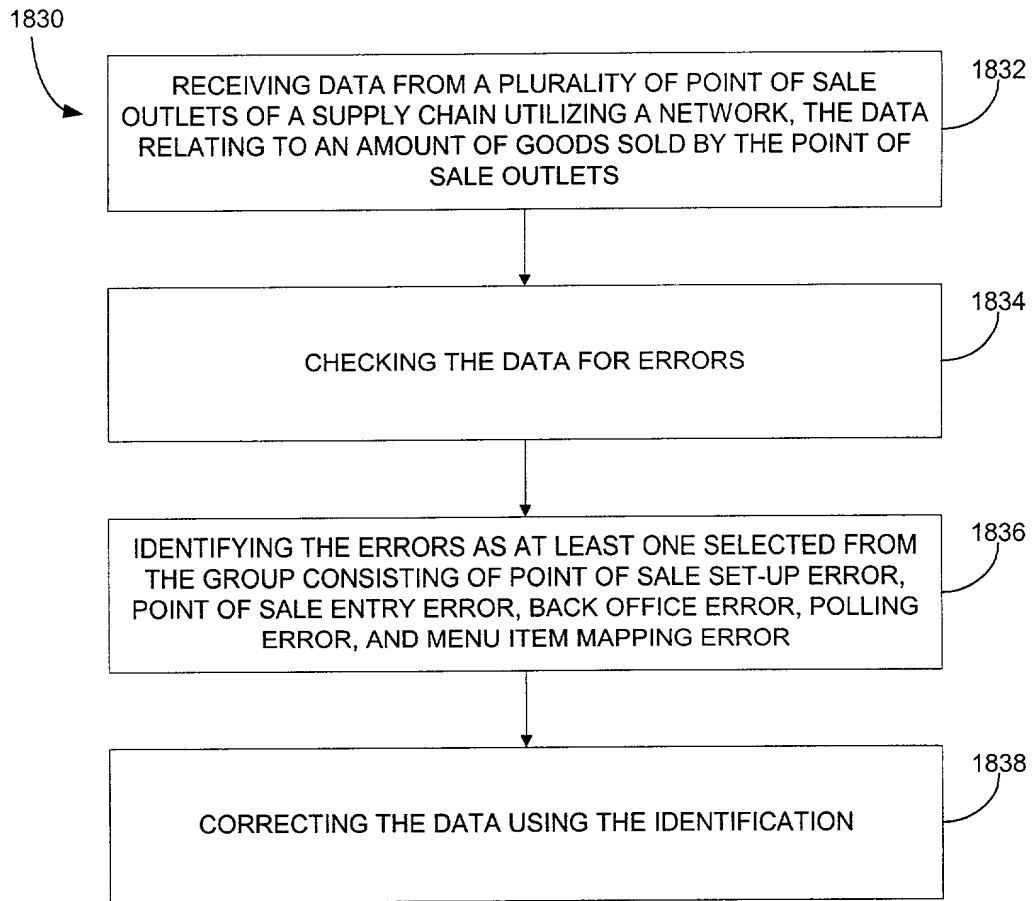 1830
RECEIVING DATA FROM A PLURALITY OF POINT OF SALE
OUTLETS OF A SUPPLY CHAIN UTILIZING A NETWORK, THE DATA
RELATING TO AN AMOUNT OF GOODS SOLD BY THE POINT OF
SALE OUTLETS
1832
CHECKING THE DATA FOR ERRORS
1834
IDENTIFYING THE ERRORS AS AT LEAST ONE SELECTED FROM
THE GROUP CONSISTING OF POINT OF SALE SET-UP ERROR,
POINT OF SALE ENTRY ERROR, BACK OFFICE ERROR, POLLING
ERROR, AND MENU ITEM MAPPING ERROR
1836
CORRECTING THE DATA USING THE IDENTIFICATION
1838